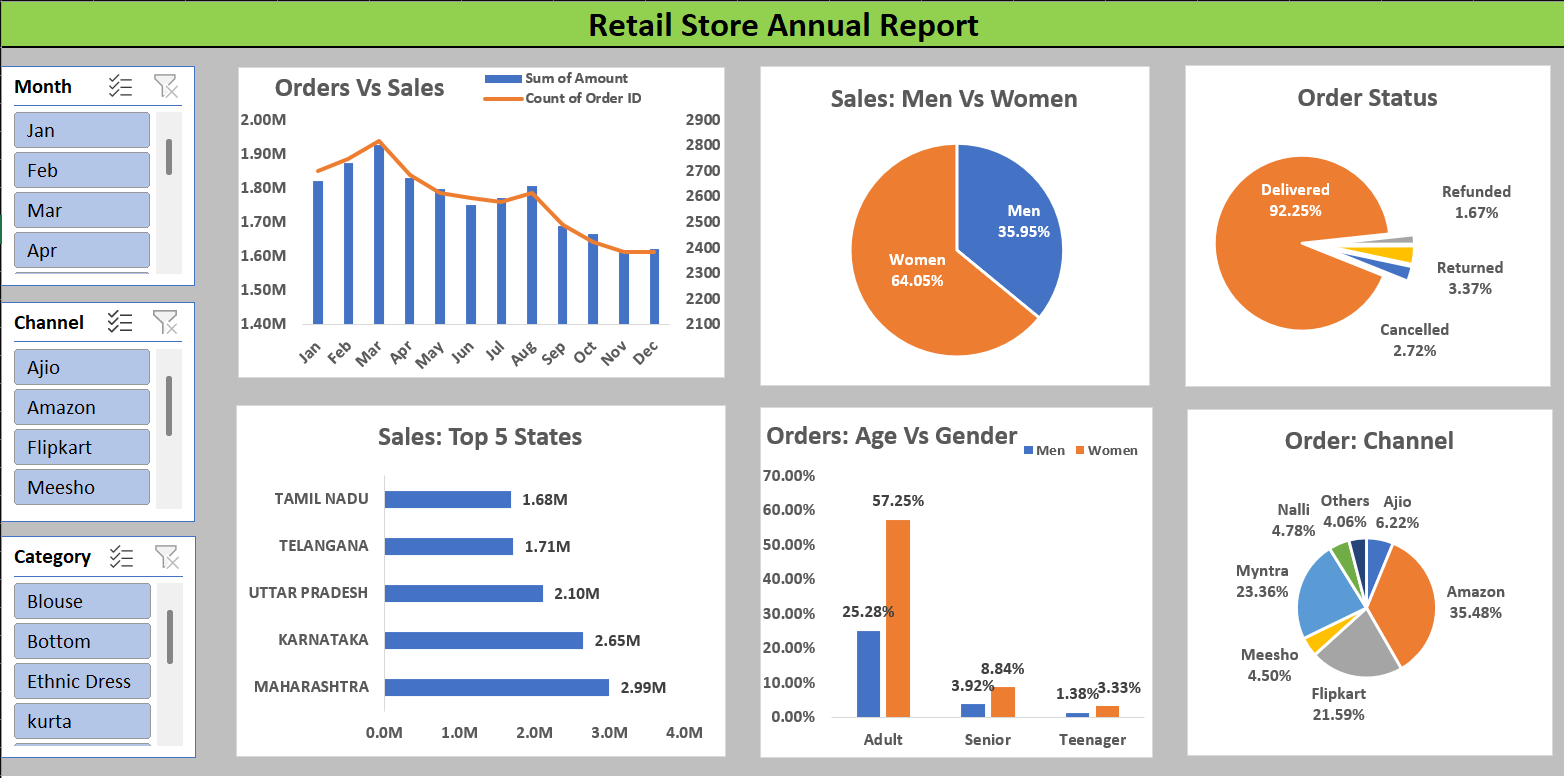 Retail Store Annual Report
Month
Jan
Feb
Mar
Apr
Channel
Ajio
Amazon
Flipkart
Meesho
Category
Blouse
Bottom
Ethnic Dress
kurta
Orders Vs Sales
Sum of Amount
Count of Order ID
2.00M
1.90M
1.80M
1.70M
1.60M
1.50M
1.40M
2900
2800
2700
2600
2500
2400
2300
2200
2100
Jan
Feb
Mar
Apr
May
Jun
Jul
Aug
Sep
Oct
Nov
Dec
Sales: Men Vs Women
Men
35.95%
Women
64.05%
Order Status
Delivered
92.25%
Refunded
1.67%
Returned
3.37%
Cancelled
2.72%
Sales: Top 5 States
TAMIL NADU 1.68M
TELANGANA 1.71M
UTTAR PRADESH 2.10M
KARNATAKA 2.65M
MAHARASHTRA 2.99M
0.0M 1.0M 2.0M 3.0M 4.0M
Orders: Age Vs Gender
Men Women
70.00%
60.00%
50.00%
40.00%
30.00%
20.00%
10.00%
0.00%
25.28%
57.25%
3.92%
8.84%
1.38%
3.33%
Adult Senior Teenager
Order: Channel
Ajio
6.22%
Amazon
35.48%
Flipkart
21.59%
Meesho
4.50%
Myntra
23.36%
Nalli
4.78%
Others
4.06%